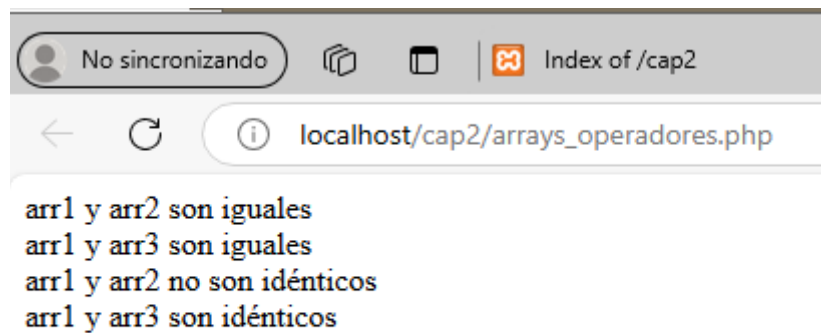 No sincronizando
Index of /cap2
localhost/cap2/arrays_operadores.php
arr1 y arr2 son iguales
arr1 y arr3 son iguales
arr1 y arr2 no son idénticos
arr1 y arr3 son idénticos